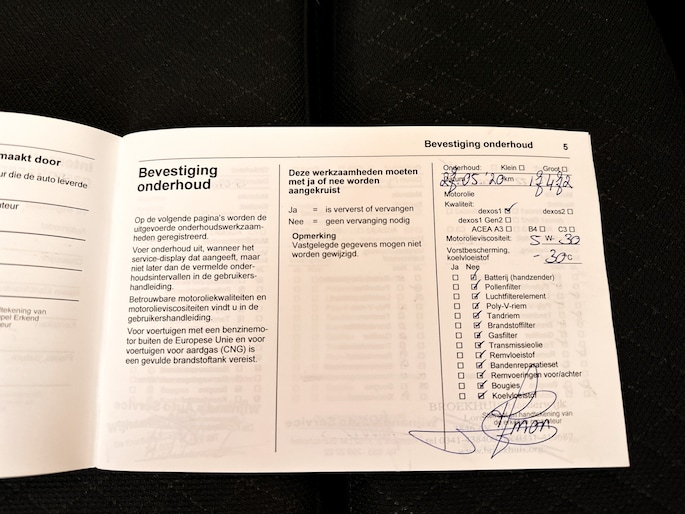 maakt door
ur die de auto leverde
ateur
ateur
tekening van
pel Erkend
eur
Bevestiging onderhoud 5
Bevestiging
onderhoud
Op de volgende pagina's worden de
uitgevoerde onderhoudswerkzaam-
heden geregistreerd.
Voer onderhoud uit, wanneer het
service-display dat aangeeft, maar
niet later dan de vermelde onder-
houdsintervallen in de gebruikers-
handleiding.
Betrouwbare motoroliekwaliteiten en
motorolieviscositeiten vindt u in de
gebruikershandleiding.
Voor voertuigen met een benzinemo-
tor buiten de Europese Unie en voor
voertuigen voor aardgas (CNG) is
een gevulde brandstoftank vereist.
Deze werkzaamheden moeten
met ja of nee worden
aangekruist
Ja = is ververst of vervangen
Nee = geen vervanging nodig
Opmerking
Vastgelegde gegevens mogen niet
worden gewijzigd.
Onderhoud: Klein Groot
28.05 '20 km
Motorolie
Kwaliteit:
dexos1 dexos2
dexos1 Gen2
ACEA A3 B4 C3
Motorolieviscositeit: 5 W 30
Vorstbescherming,
koelvloeistof - 30 °C
Ja Nee
Batterij (handzender)
Pollenfilter
Luchtfilterelement
Poly-V-riem
Tandriem
Brandstoffilter
Gasfilter
Transmissieolie
Remvloeistof
Bandenreparatieset
Remvoeringen voor/achter
Bougies
Koelvloeistof